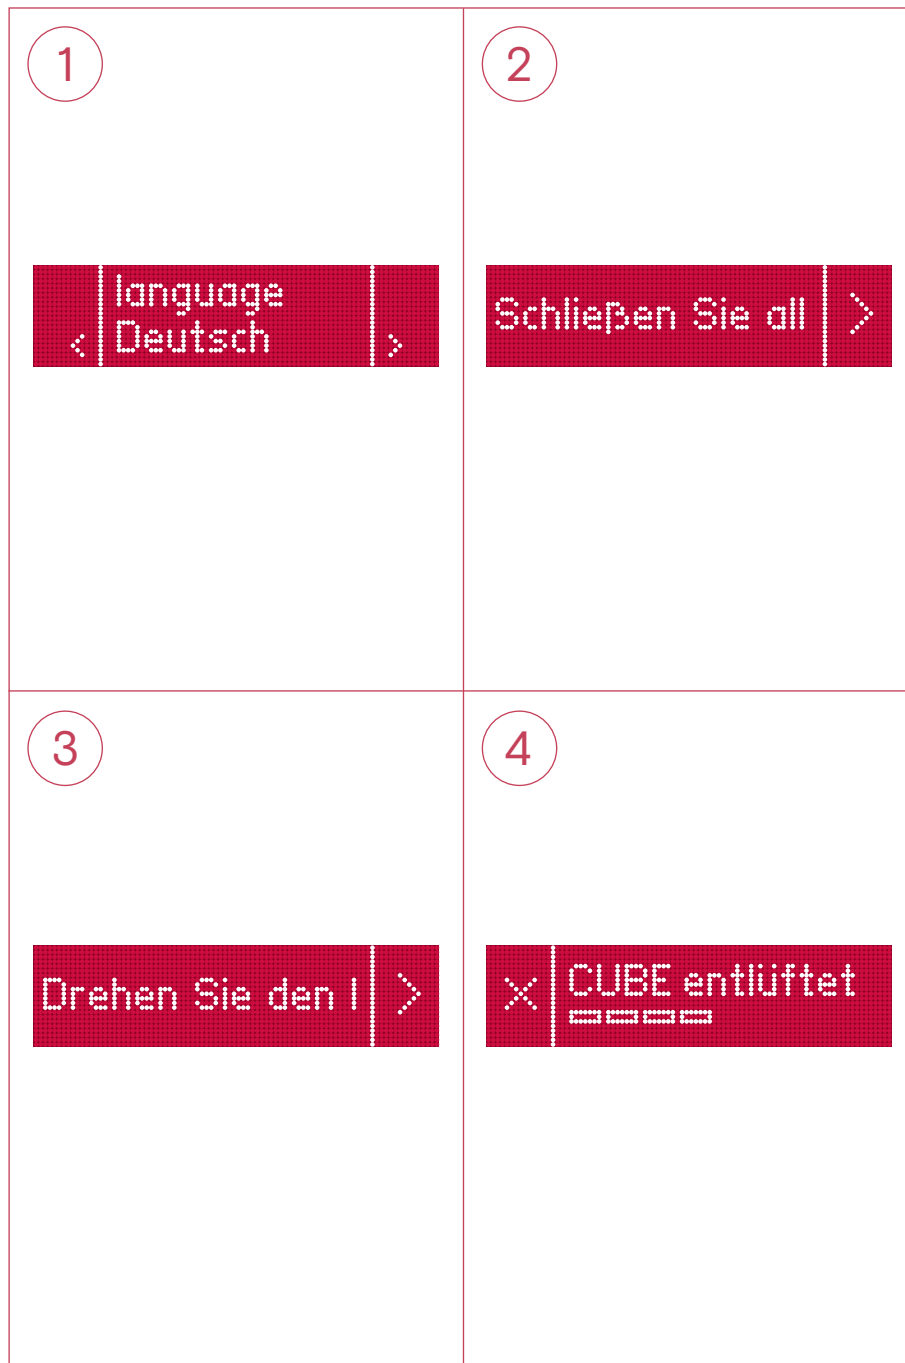 1
< language
Deutsch >
2
Schließen Sie all >
3
Drehen Sie den >
4
CUBE entlüftet